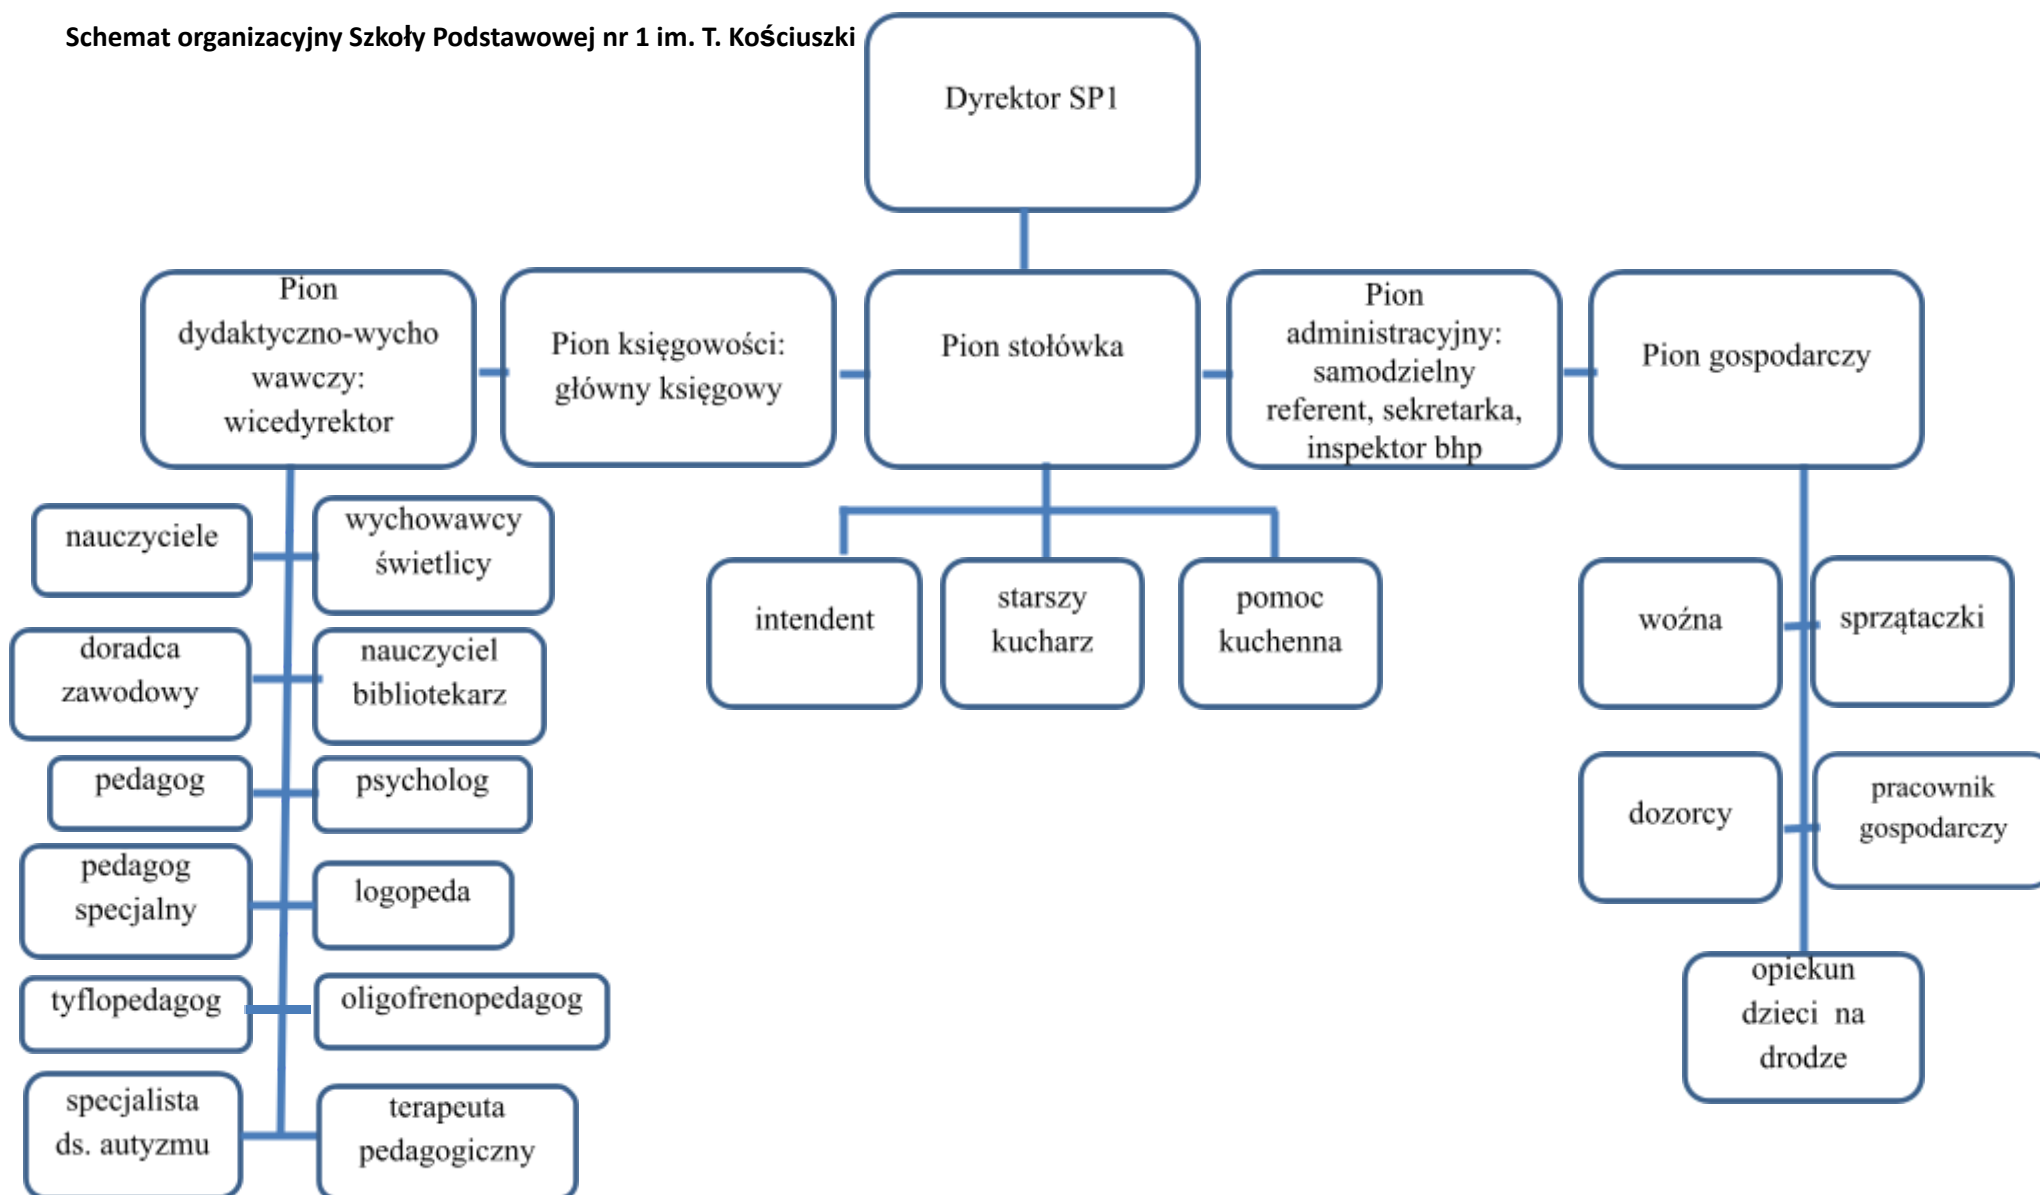 Schemat organizacyjny Szkoły Podstawowej nr 1 im. T. Kościuszki
Dyrektor SP1
Pion
dydaktyczno-wycho
wawczy:
wicedyrektor
Pion księgowości:
główny księgowy
Pion stołówka
Pion
administracyjny:
samodzielny
referent, sekretarka,
inspektor bhp
Pion gospodarczy
nauczyciele
wychowawcy
świetlicy
doradca
zawodowy
nauczyciel
bibliotekarz
pedagog
psycholog
pedagog
specjalny
logopeda
tyflopedagog
oligofrenopedagog
specjalista
ds. autyzmu
terapeuta
pedagogiczny
intendent
starszy
kucharz
pomoc
kuchenna
woźna
sprzątaczki
dozorcy
pracownik
gospodarczy
opiekun
dzieci na
drodze